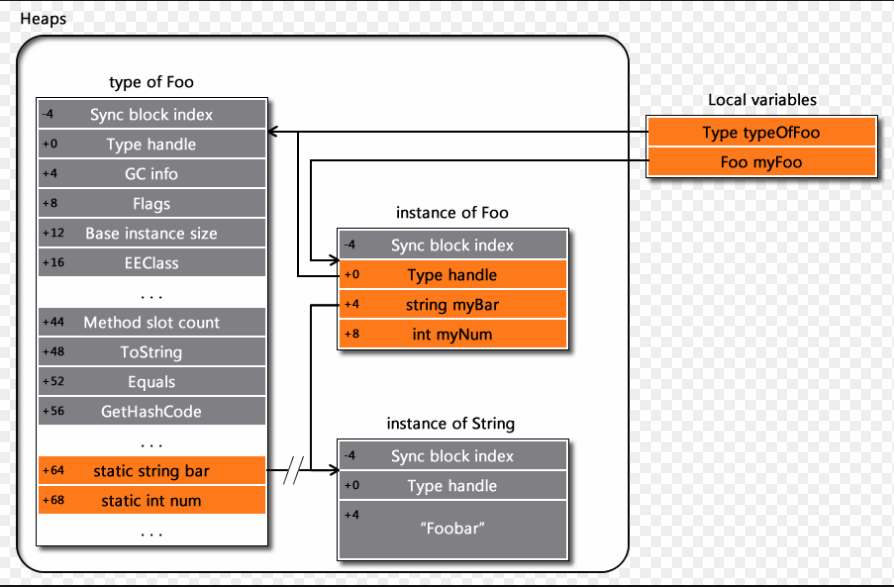 Heaps
type of Foo
-4 Sync block index
+0 Type handle
+4 GC info
+8 Flags
+12 Base instance size
+16 EEClass
...
+44 Method slot count
+48 ToString
+52 Equals
+56 GetHashCode
...
+64 static string bar
+68 static int num
...
Local variables
Type typeOfFoo
Foo myFoo
instance of Foo
-4 Sync block index
+0 Type handle
+4 string myBar
+8 int myNum
instance of String
-4 Sync block index
+0 Type handle
+4
“Foobar”